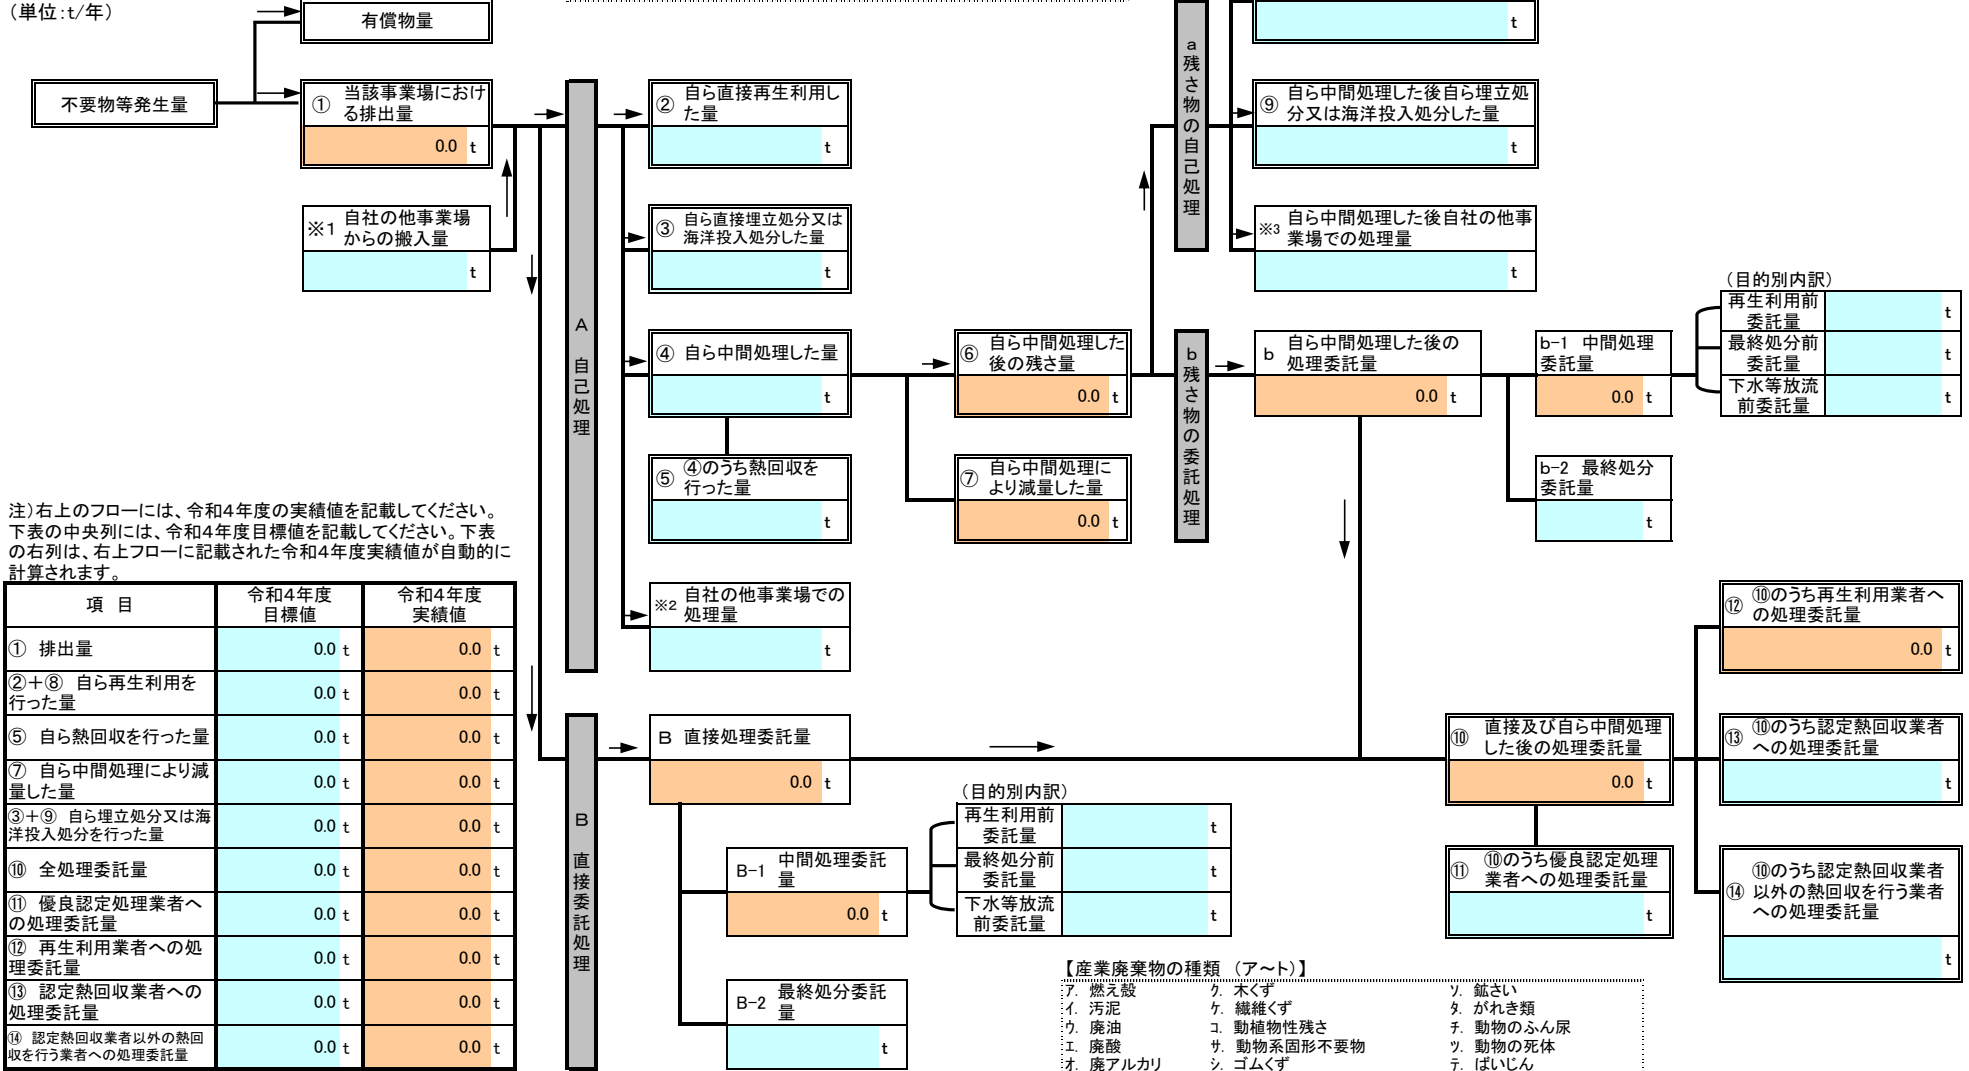 （単位:t/年）
有償物量
不要物等発生量
① 当該事業場におけ
る排出量
0.0 t
※1 自社の他事業場
からの搬入量
t
A 自己処理
② 自ら直接再生利用し
た量
t
③ 自ら直接埋立処分又は
海洋投入処分した量
t
④ 自ら中間処理した量
t
⑤ ④のうち熱回収を
行った量
t
※2 自社の他事業場での
処理量
t
⑥ 自ら中間処理した
後の残さ量
0.0 t
⑦ 自ら中間処理に
より減量した量
0.0 t
a残さ物の自己処理
t
⑨ 自ら中間処理した後自ら埋立処
分又は海洋投入処分した量
t
※3 自ら中間処理した後自社の他事
業場での処理量
t
b残さ物の委託処理
b 自ら中間処理した後の
処理委託量
0.0 t
b-1 中間処理
委託量
0.0 t
b-2 最終処分
委託量
t
（目的別内訳）
再生利用前
委託量
t
最終処分前
委託量
t
下水等放流
前委託量
t
注）右上のフローには、令和４年度の実績値を記載してください。
下表の中央列には、令和４年度目標値を記載してください。下表
の右列は、右上フローに記載された令和４年度実績値が自動的に
計算されます。
項 目
令和４年度
目標値
令和４年度
実績値
① 排出量 0.0 t 0.0 t
②＋⑧ 自ら再生利用を
行った量 0.0 t 0.0 t
⑤ 自ら熱回収を行った量 0.0 t 0.0 t
⑦ 自ら中間処理により減
量した量 0.0 t 0.0 t
③＋⑨ 自ら埋立処分又は海
洋投入処分を行った量 0.0 t 0.0 t
⑩ 全処理委託量 0.0 t 0.0 t
⑪ 優良認定処理業者へ
の処理委託量 0.0 t 0.0 t
⑫ 再生利用業者への処
理委託量 0.0 t 0.0 t
⑬ 認定熱回収業者への
処理委託量 0.0 t 0.0 t
⑭ 認定熱回収業者以外の熱回
収を行う業者への処理委託量 0.0 t 0.0 t
B 直接委託処理
B 直接処理委託量
0.0 t
B-1 中間処理委託
量
0.0 t
B-2 最終処分委託
量
t
（目的別内訳）
再生利用前
委託量
t
最終処分前
委託量
t
下水等放流
前委託量
t
⑩ 直接及び自ら中間処理
した後の処理委託量
0.0 t
⑪ ⑩のうち優良認定処理
業者への処理委託量
t
⑫ ⑩のうち再生利用業者へ
の処理委託量
0.0 t
⑬ ⑩のうち認定熱回収業者
への処理委託量
t
⑩のうち認定熱回収業者
⑭ 以外の熱回収を行う業者
への処理委託量
t
【産業廃棄物の種類 （ア～ト）】
ア. 燃え殻 ク. 木くず ソ. 鉱さい
イ. 汚泥 ケ. 繊維くず タ. がれき類
ウ. 廃油 コ. 動植物性残さ チ. 動物のふん尿
エ. 廃酸 サ. 動物系固形不要物 ツ. 動物の死体
オ. 廃アルカリ シ. ゴムくず テ. ばいじん